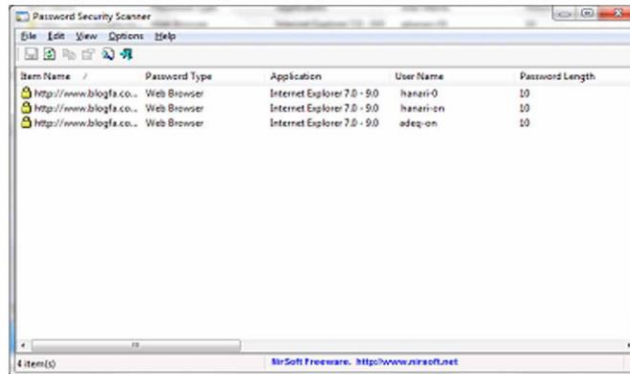 Password Security Scanner
File Edit View Options Help
Item Name / Password Type Application User Name Password Length
http://www.blogfa.co... Web Browser Internet Explorer 7.0 - 9.0 hanari-0 10
http://www.blogfa.co... Web Browser Internet Explorer 7.0 - 9.0 hanari-on 10
http://www.blogfa.co... Web Browser Internet Explorer 7.0 - 9.0 adeq-on 10
4 item(s) NirSoft Freeware. http://www.nirsoft.net